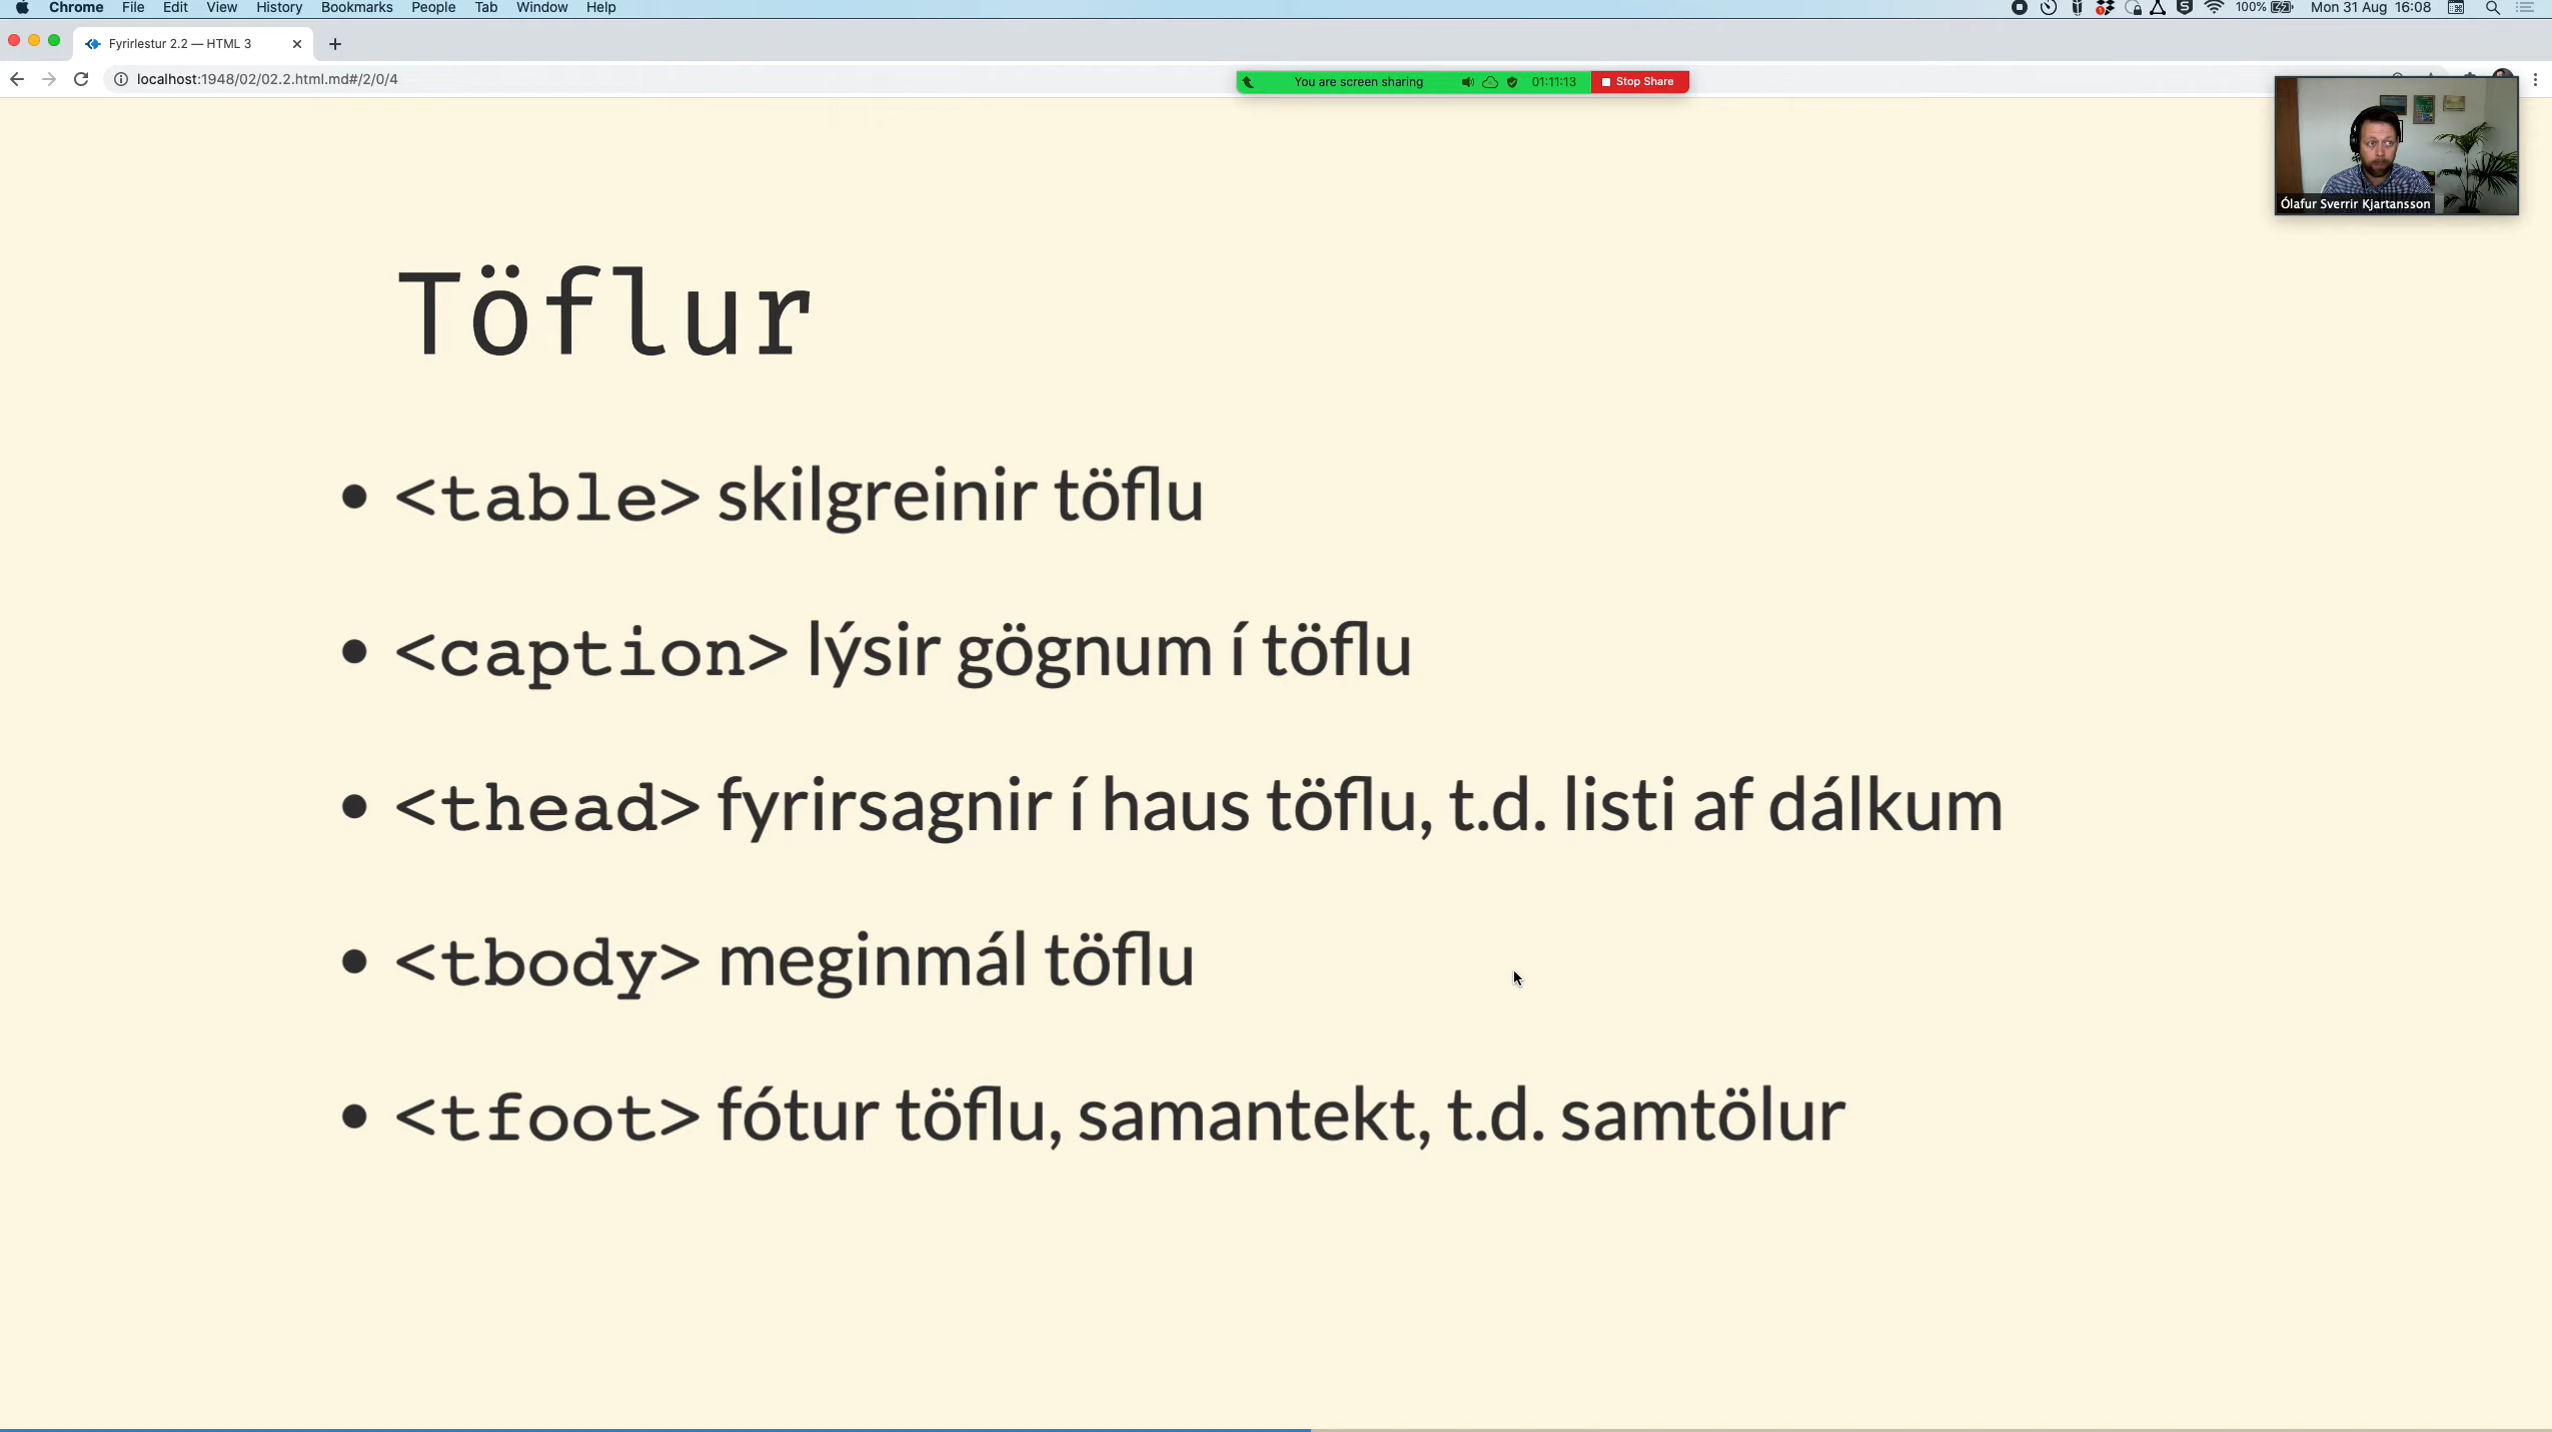 Chrome File Edit View History Bookmarks People Tab Window Help
100% Mon 31 Aug 16:08
Fyrirlestur 2.2 — HTML 3
localhost:1948/02/02.2.html.md#/2/0/4
You are screen sharing 01:11:13 Stop Share
Ólafur Sverrir Kjartansson
Töflur
• <table> skilgreinir töflu
• <caption> lýsir gögnum í töflu
• <thead> fyrirsagnir í haus töflu, t.d. listi af dálkum
• <tbody> meginmál töflu
• <tfoot> fótur töflu, samantekt, t.d. samtölur